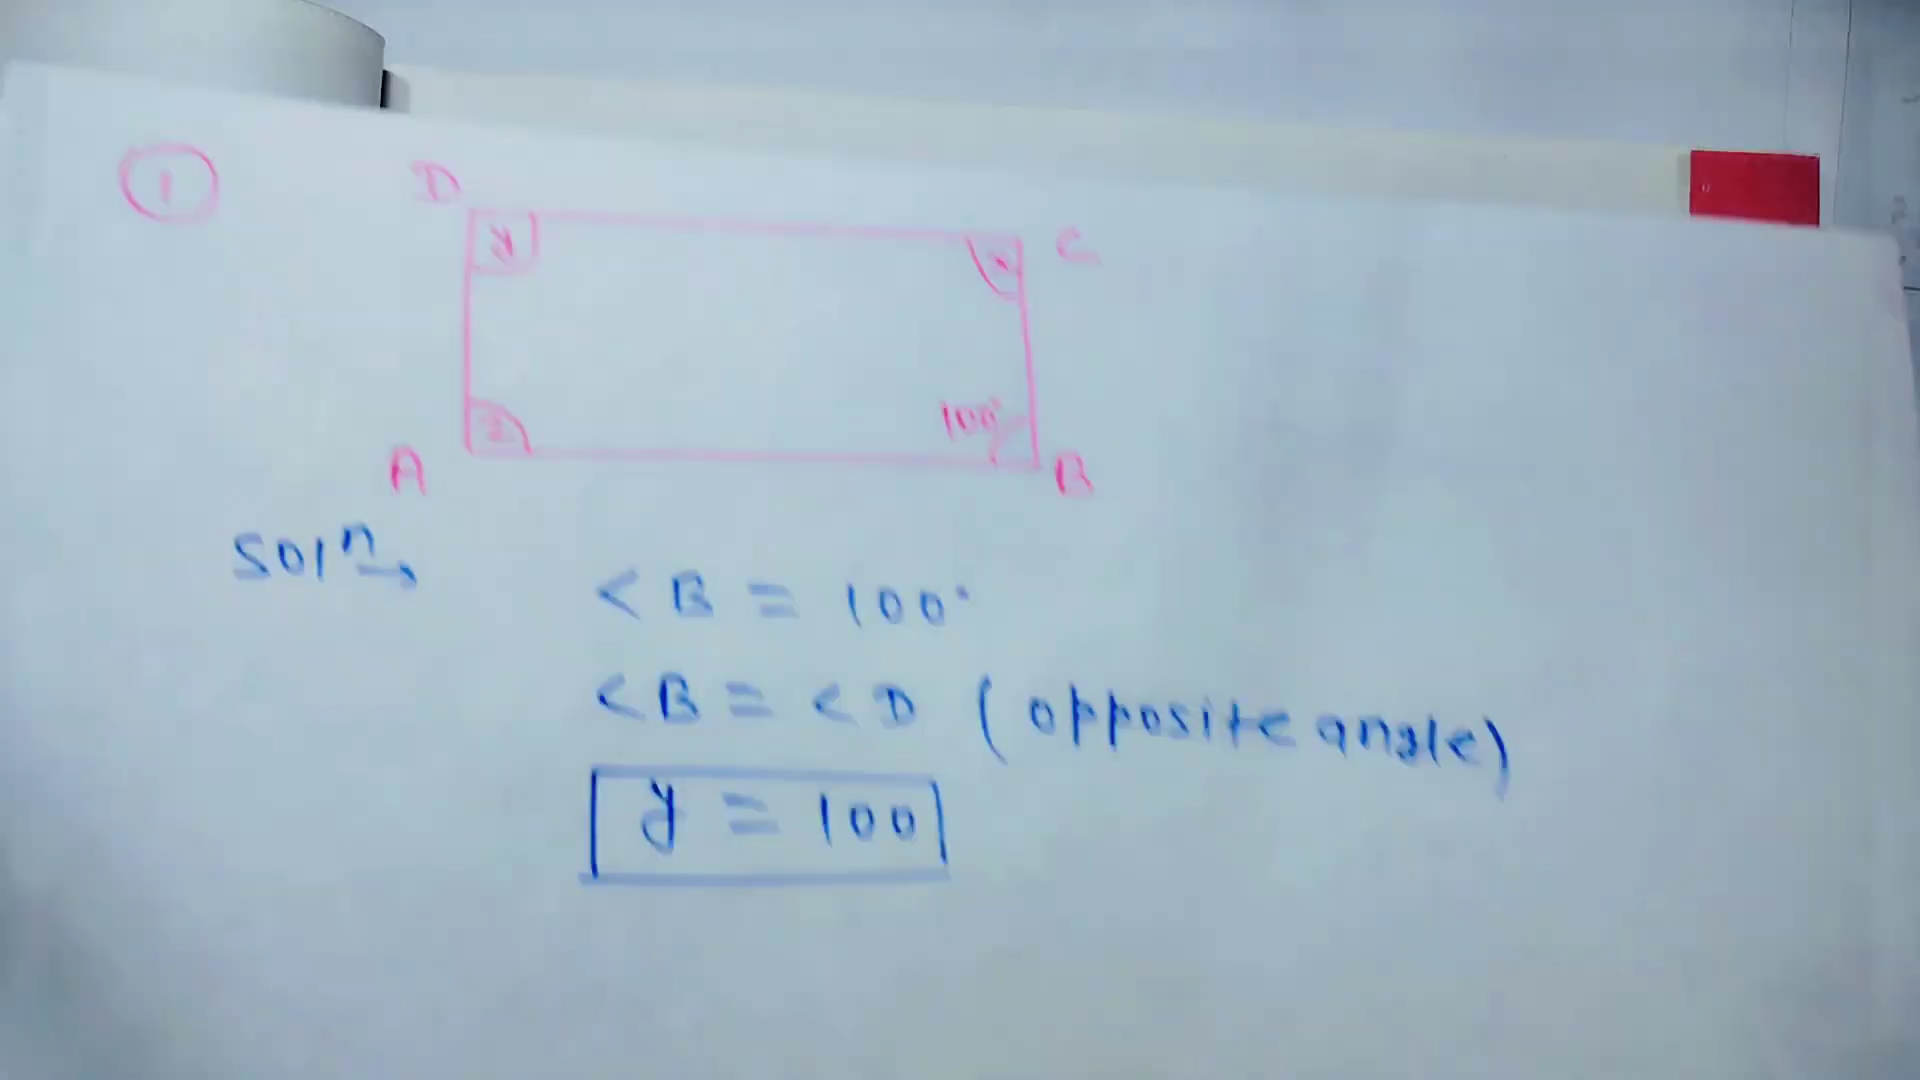 1
D
y
x
C
z
100°
A
B
Solⁿ→
<B = 100°
<B = <D (opposite angle)
y = 100